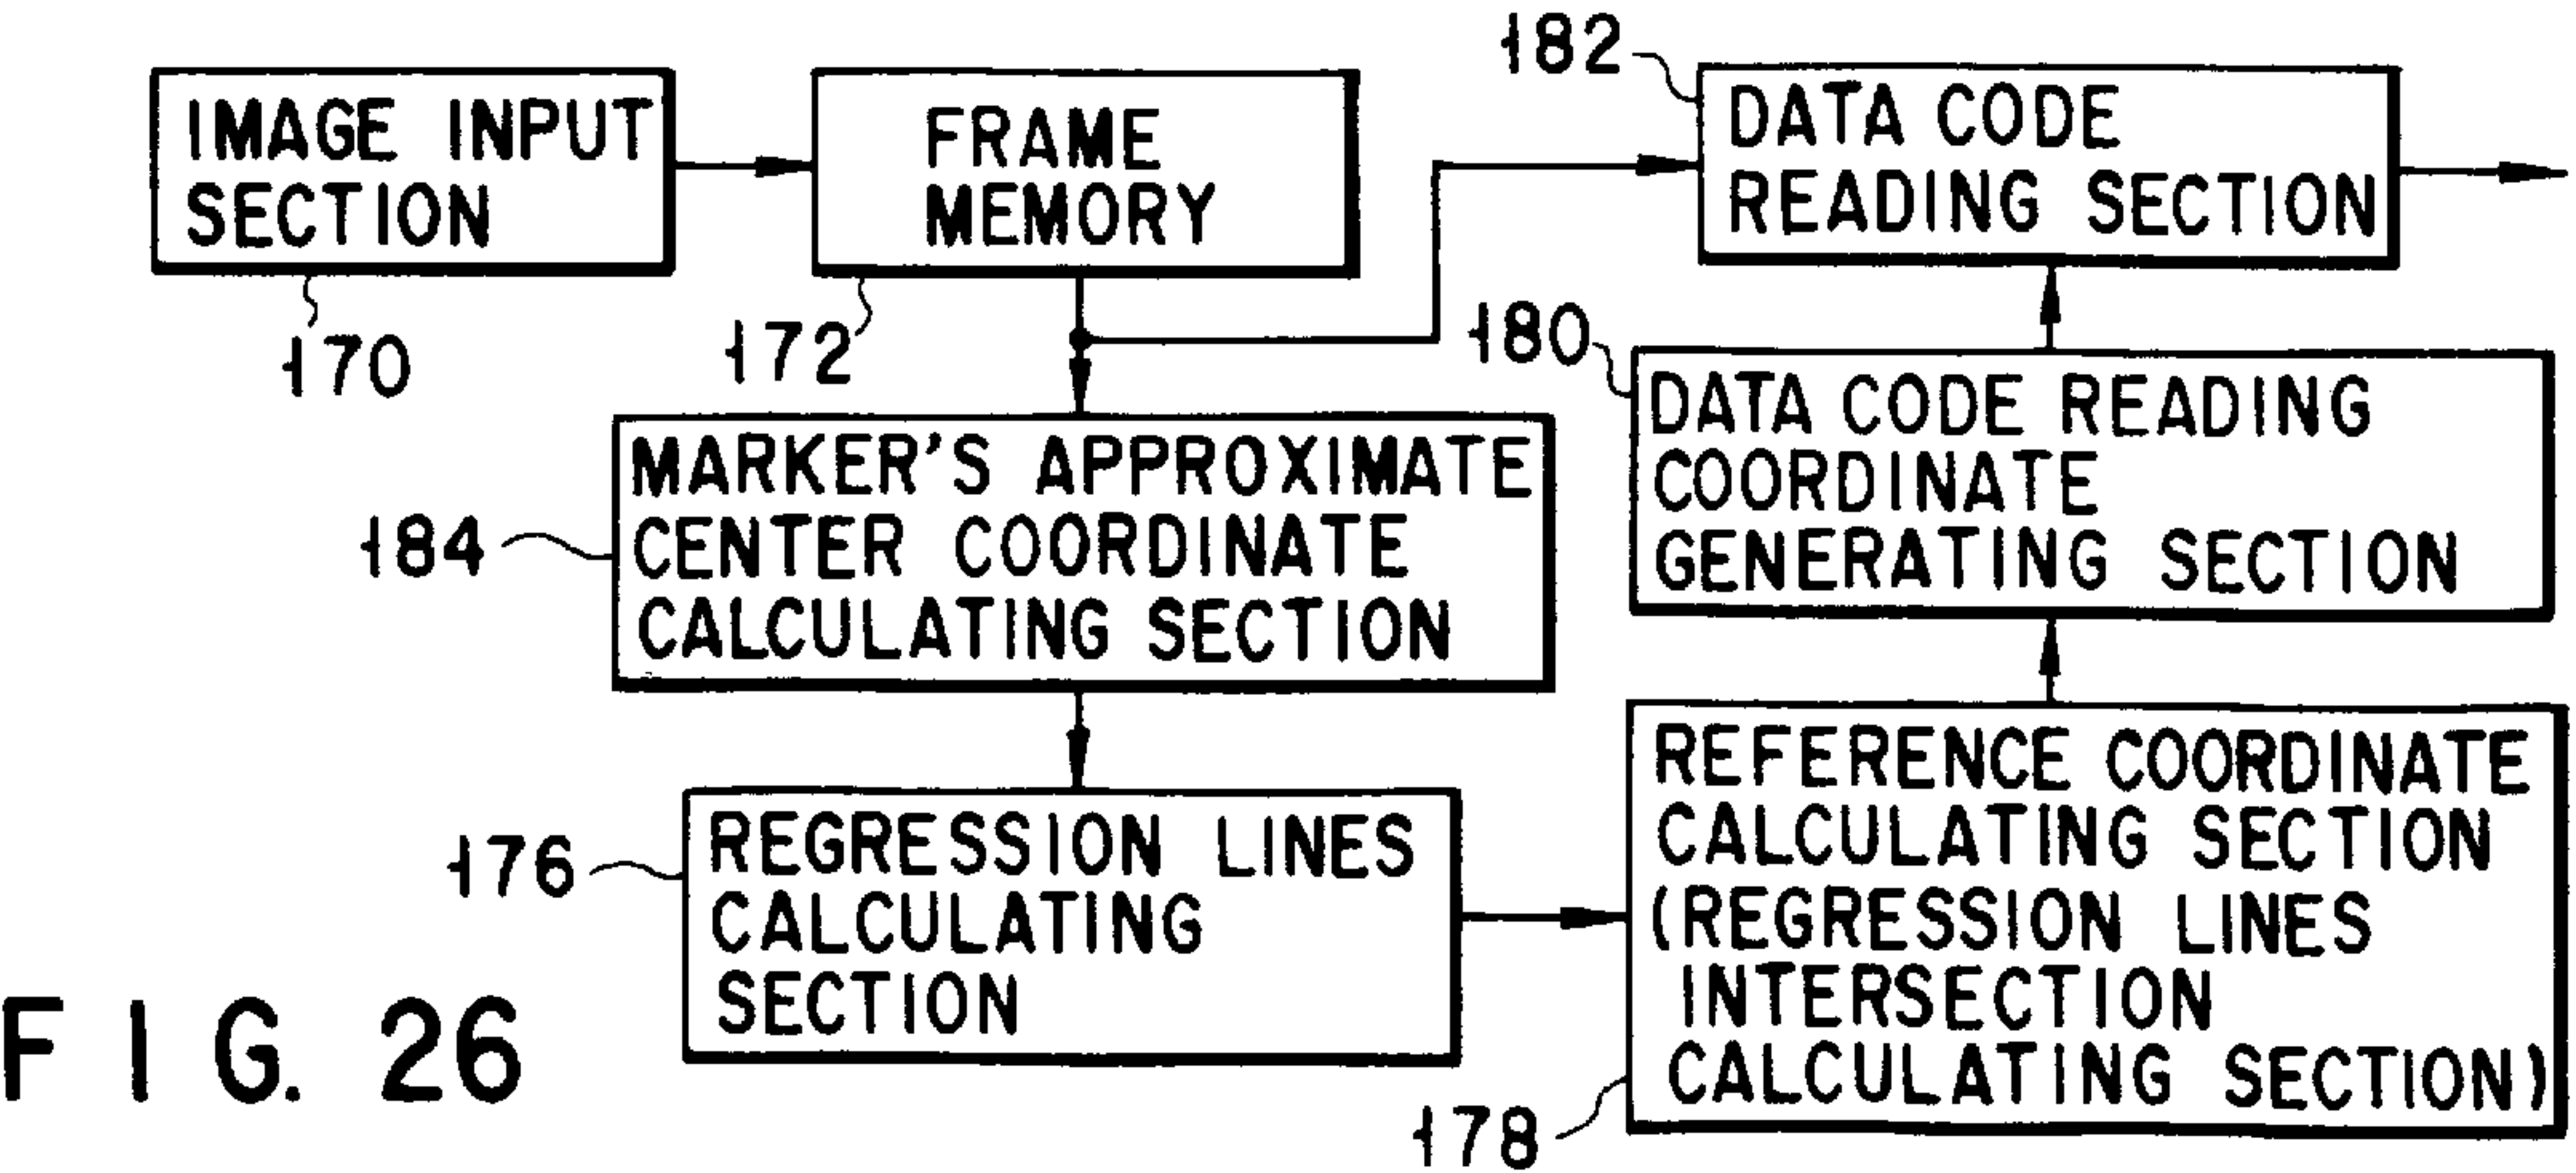 IMAGE INPUT
SECTION
170
FRAME
MEMORY
172
182
DATA CODE
READING SECTION
180
DATA CODE READING
COORDINATE
GENERATING SECTION
184
MARKER'S APPROXIMATE
CENTER COORDINATE
CALCULATING SECTION
176
REGRESSION LINES
CALCULATING
SECTION
REFERENCE COORDINATE
CALCULATING SECTION
(REGRESSION LINES
INTERSECTION
CALCULATING SECTION)
178
FIG. 26